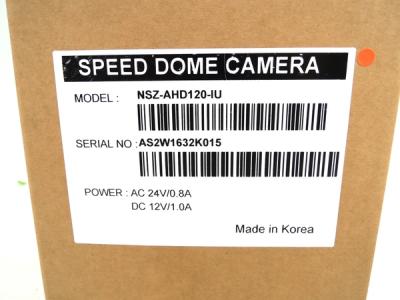 SPEED DOME CAMERA
MODEL : NSZ-AHD120-IU
SERIAL NO :AS2W1632K015
POWER : AC 24V/0.8A
DC 12V/1.0A
Made in Korea